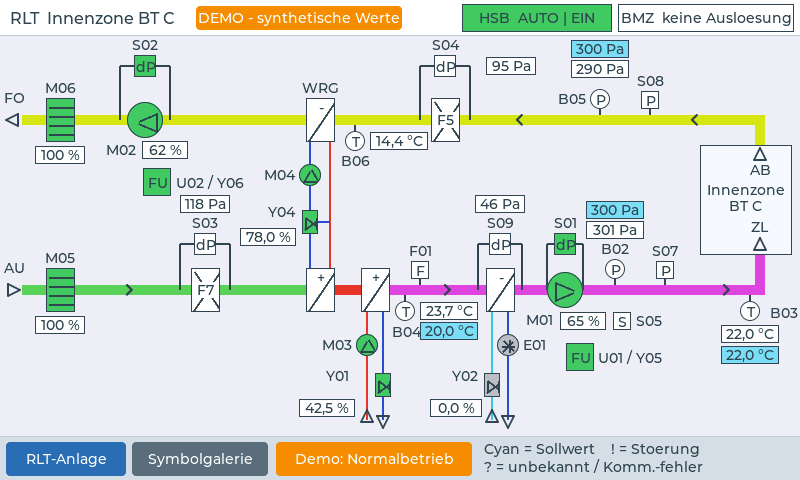 RLT Innenzone BT C
DEMO - synthetische Werte
HSB AUTO | EIN
BMZ keine Ausloesung
S02
dP
S04
dP
95 Pa
300 Pa
290 Pa
S08
B05
P
P
FO
M06
100 %
M02
62 %
WRG
-
F5
T
14,4 °C
B06
AB
Innenzone
BT C
ZL
FU
U02 / Y06
M04
118 Pa
S03
dP
Y04
78,0 %
46 Pa
S09
dP
S01
dP
300 Pa
301 Pa
B02
S07
P
P
F01
F
AU
M05
100 %
F7
+
+
-
T
B04
23,7 °C
20,0 °C
M01
65 %
S
S05
T
B03
22,0 °C
22,0 °C
M03
E01
FU
U01 / Y05
Y01
Y02
42,5 %
0,0 %
RLT-Anlage
Symbolgalerie
Demo: Normalbetrieb
Cyan = Sollwert ! = Stoerung
? = unbekannt / Komm.-fehler